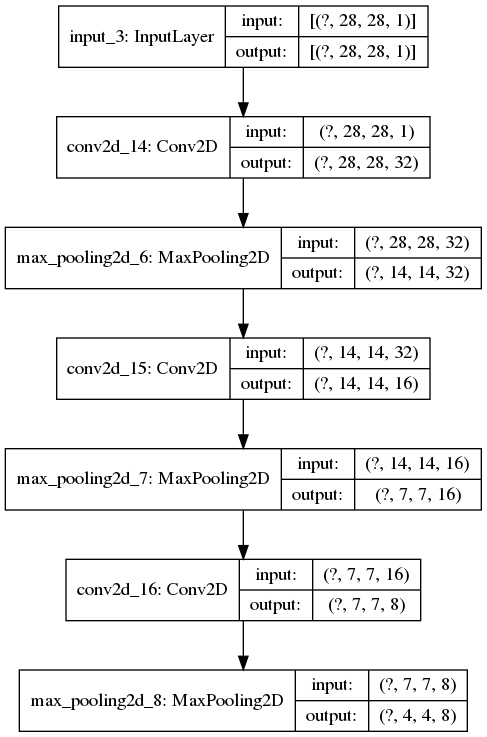 input_3: InputLayer
input: [(?, 28, 28, 1)]
output: [(?, 28, 28, 1)]
conv2d_14: Conv2D
input: (?, 28, 28, 1)
output: (?, 28, 28, 32)
max_pooling2d_6: MaxPooling2D
input: (?, 28, 28, 32)
output: (?, 14, 14, 32)
conv2d_15: Conv2D
input: (?, 14, 14, 32)
output: (?, 14, 14, 16)
max_pooling2d_7: MaxPooling2D
input: (?, 14, 14, 16)
output: (?, 7, 7, 16)
conv2d_16: Conv2D
input: (?, 7, 7, 16)
output: (?, 7, 7, 8)
max_pooling2d_8: MaxPooling2D
input: (?, 7, 7, 8)
output: (?, 4, 4, 8)